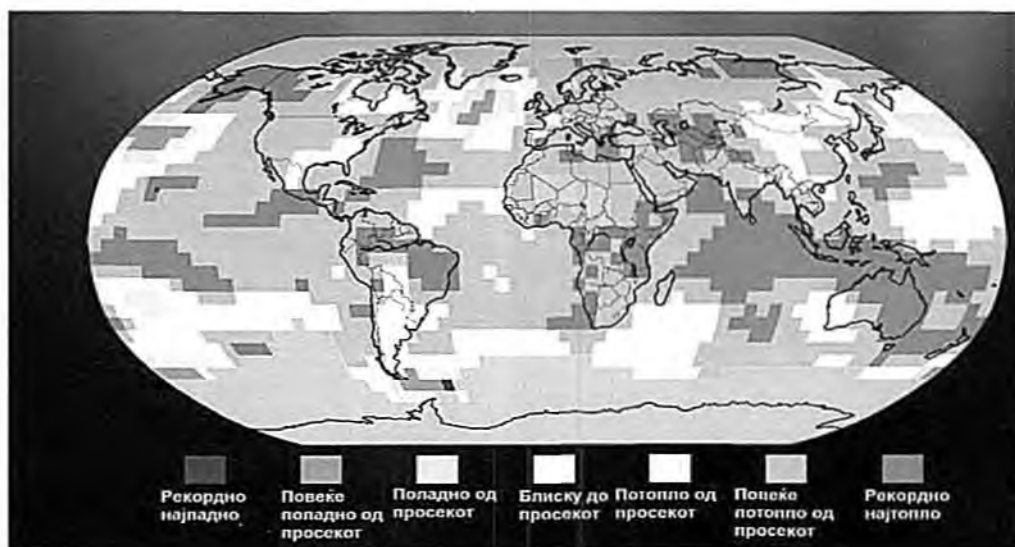 Рекордно
најпадно
Повеќе
поладно од
просекот
Поладно од
просекот
Блиску до
просекот
Потопло од
просекот
Повеќе
потопло од
просекот
Рекордно
најтопло